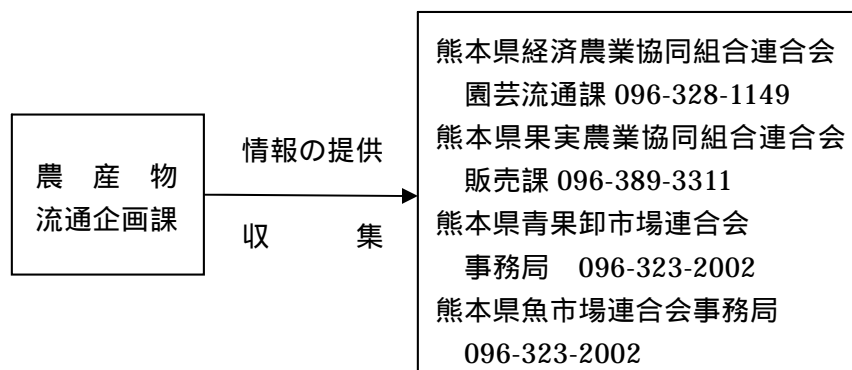 農　産　物
流通企画課
情報の提供
収　　　集
熊本県経済農業協同組合連合会
園芸流通課 096-328-1149
熊本県果実農業協同組合連合会
販売課 096-389-3311
熊本県青果卸市場連合会
事務局　096-323-2002
熊本県魚市場連合会事務局
096-323-2002